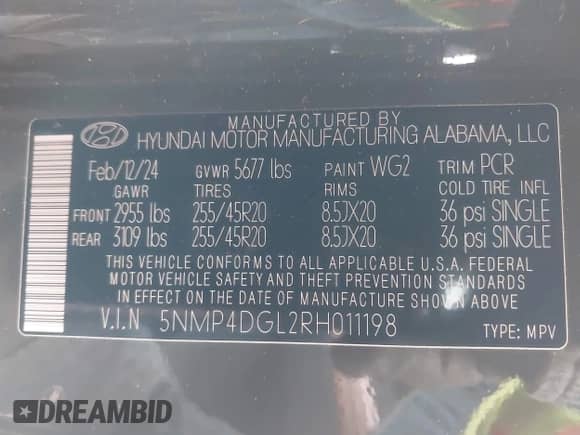 MANUFACTURED BY
HYUNDAI MOTOR MANUFACTURING ALABAMA, LLC
Feb/12/24 GVWR 5677 lbs PAINT WG2 TRIM PCR
GAWR TIRES RIMS COLD TIRE INFL
FRONT 2955 lbs 255/45R20 8.5JX20 36 psi SINGLE
REAR 3109 lbs 255/45R20 8.5JX20 36 psi SINGLE
THIS VEHICLE CONFORMS TO ALL APPLICABLE U.S.A. FEDERAL
MOTOR VEHICLE SAFETY AND THEFT PREVENTION STANDARDS
IN EFFECT ON THE DATE OF MANUFACTURE SHOWN ABOVE.
V.I.N 5NMP4DGL2RH011198 TYPE: MPV
DREAMBID